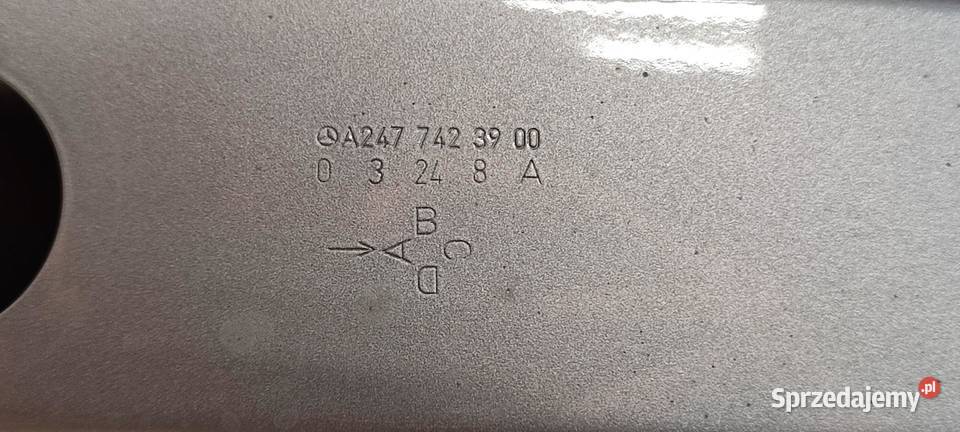 A247 742 39 00
0 3 24 8 A
B
A C
D
Sprzedajemy.pl